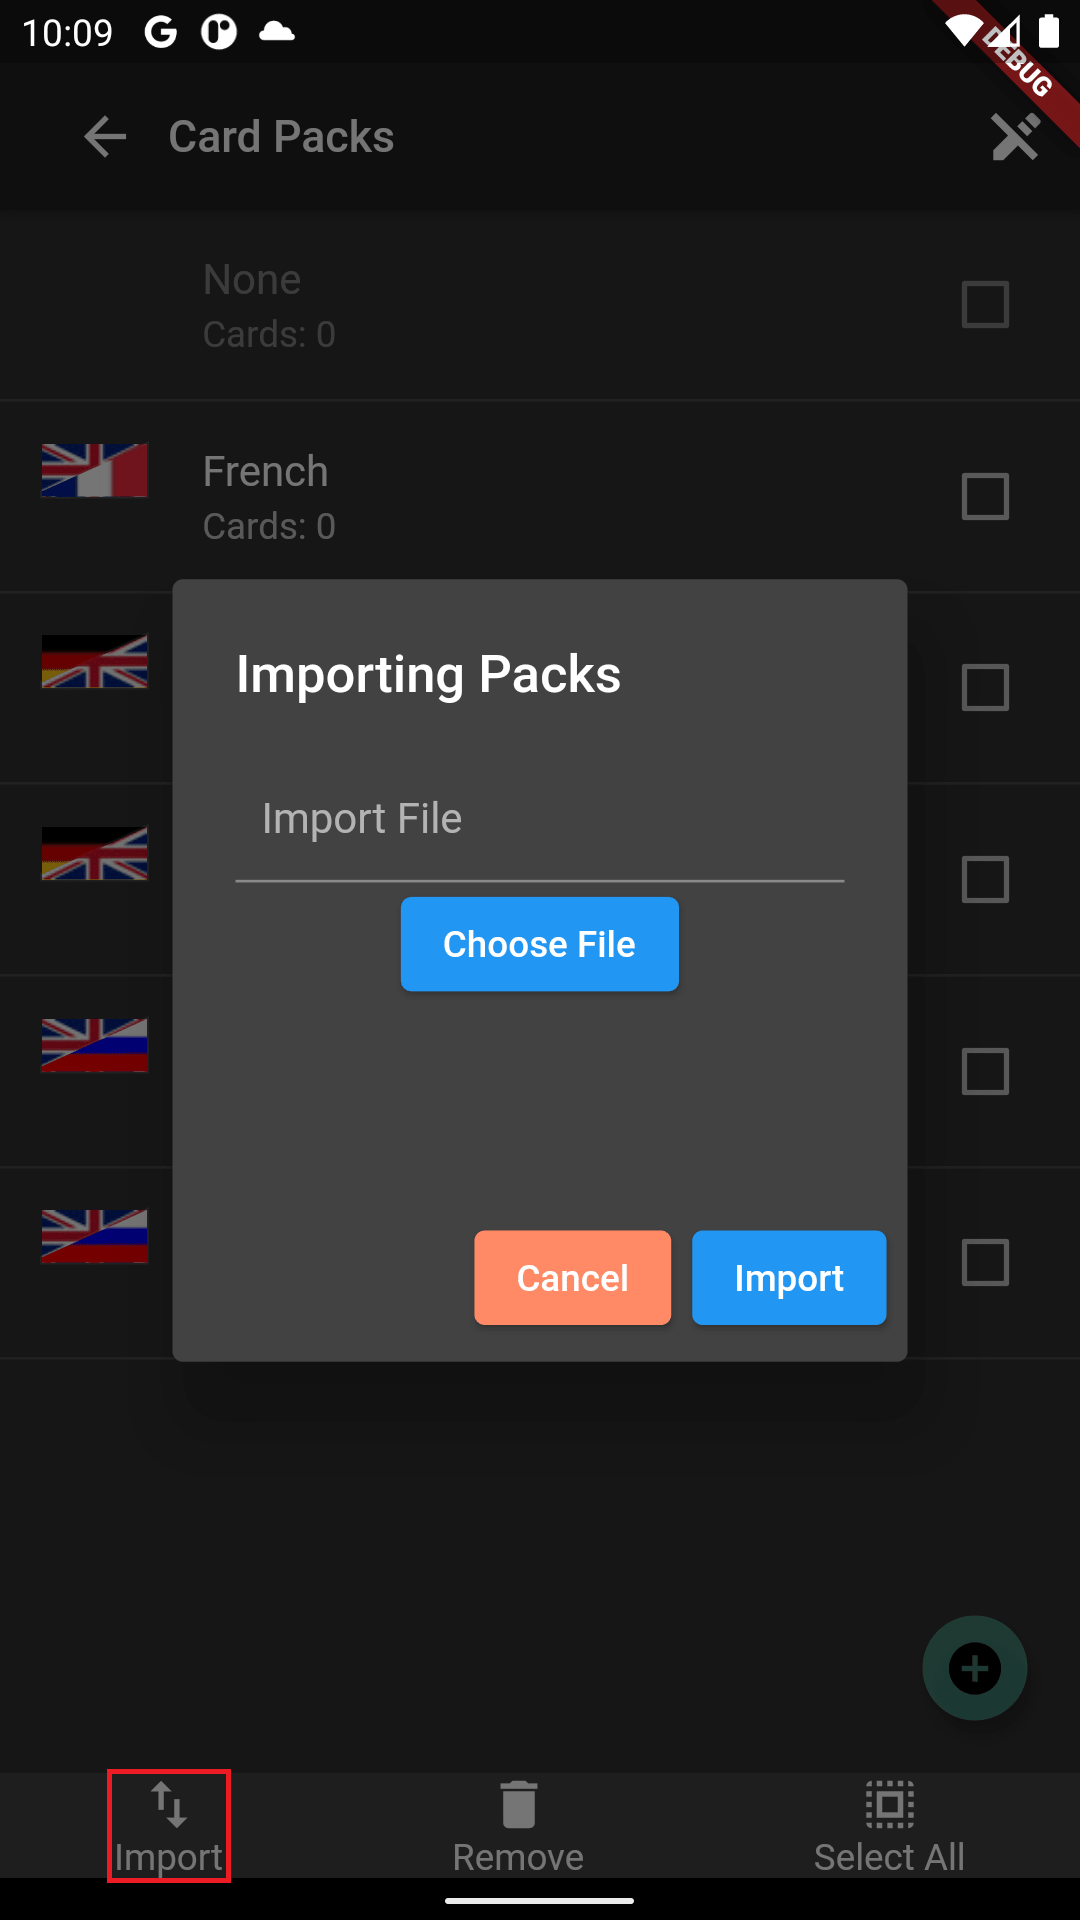 10:09
DEBUG
Card Packs
None
Cards: 0
French
Cards: 0
Importing Packs
Import File
Choose File
Cancel
Import
Import
Remove
Select All